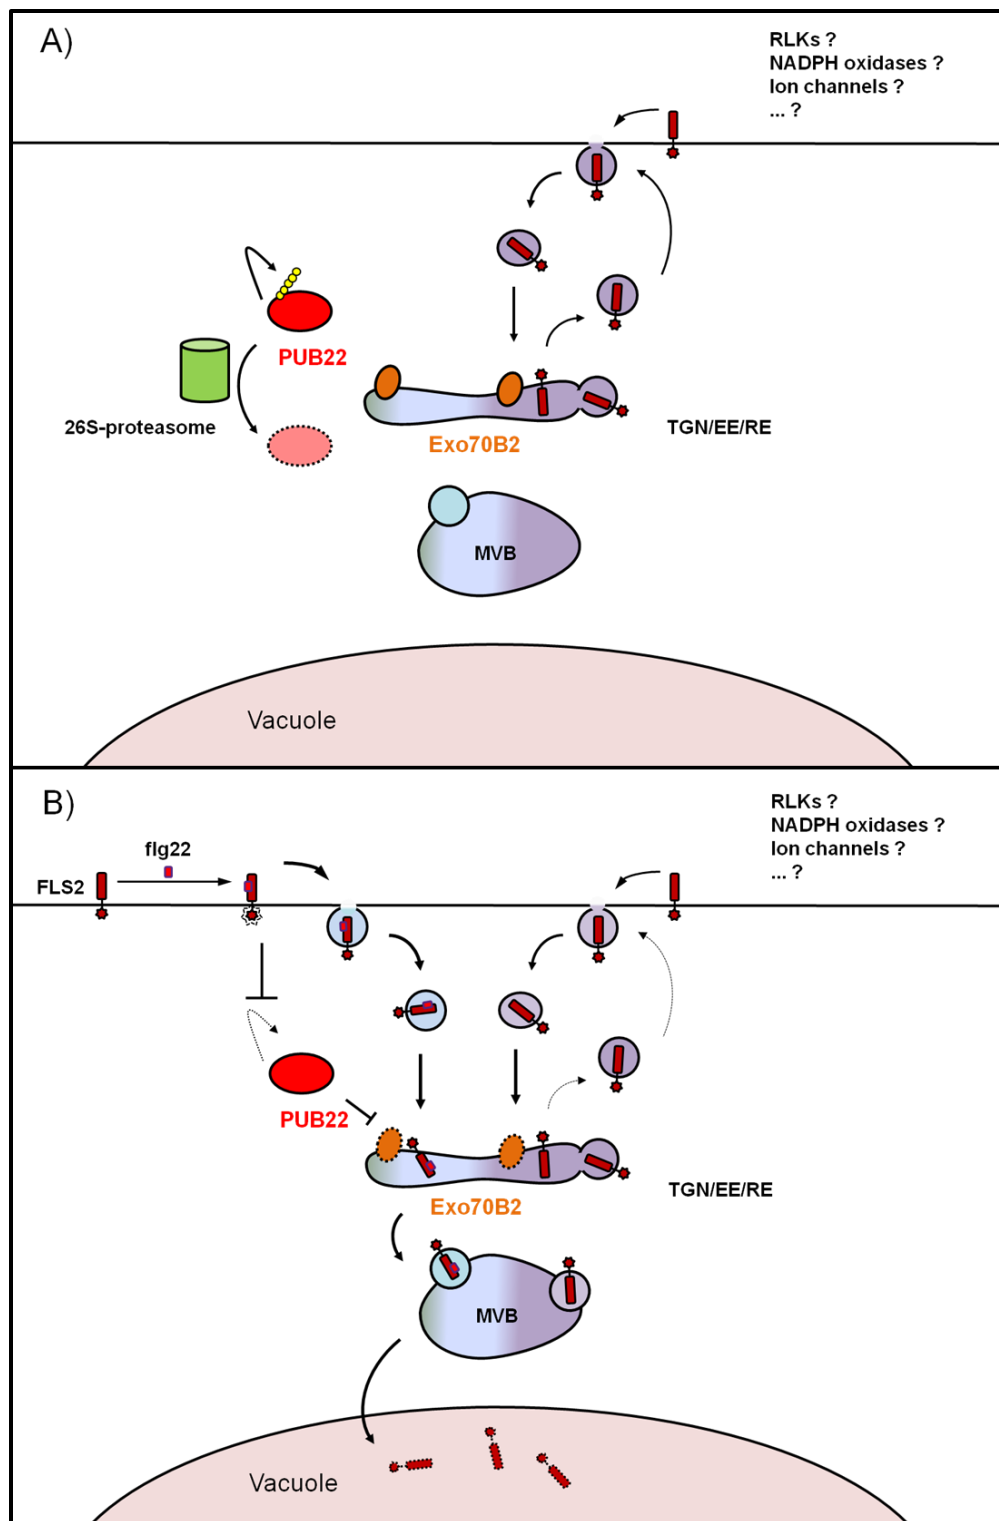 A)
RLKs ?
NADPH oxidases ?
Ion channels ?
... ?
PUB22
26S-proteasome
TGN/EE/RE
Exo70B2
MVB
Vacuole
B)
RLKs ?
NADPH oxidases ?
Ion channels ?
... ?
flg22
FLS2
PUB22
TGN/EE/RE
Exo70B2
MVB
Vacuole